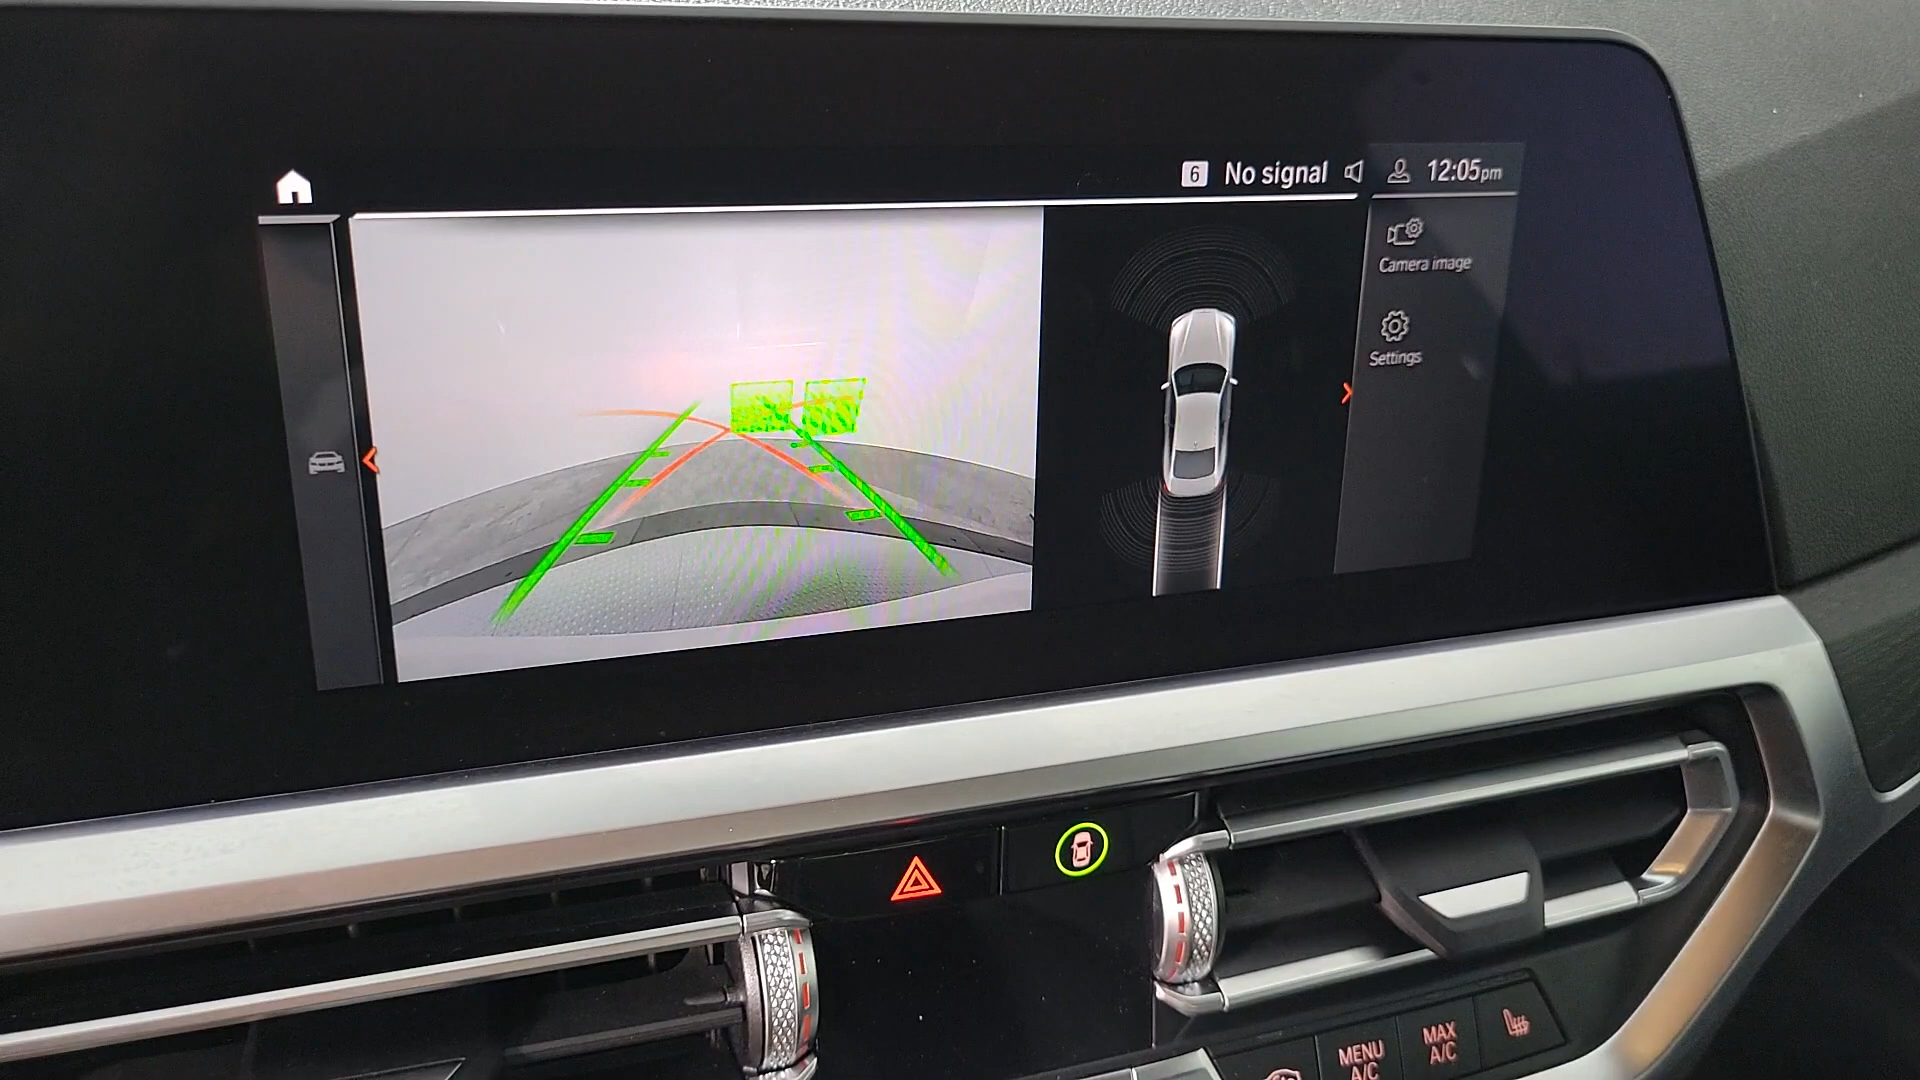 6 No signal 12:05pm
Camera image
Settings
MENU
A/C
MAX
A/C